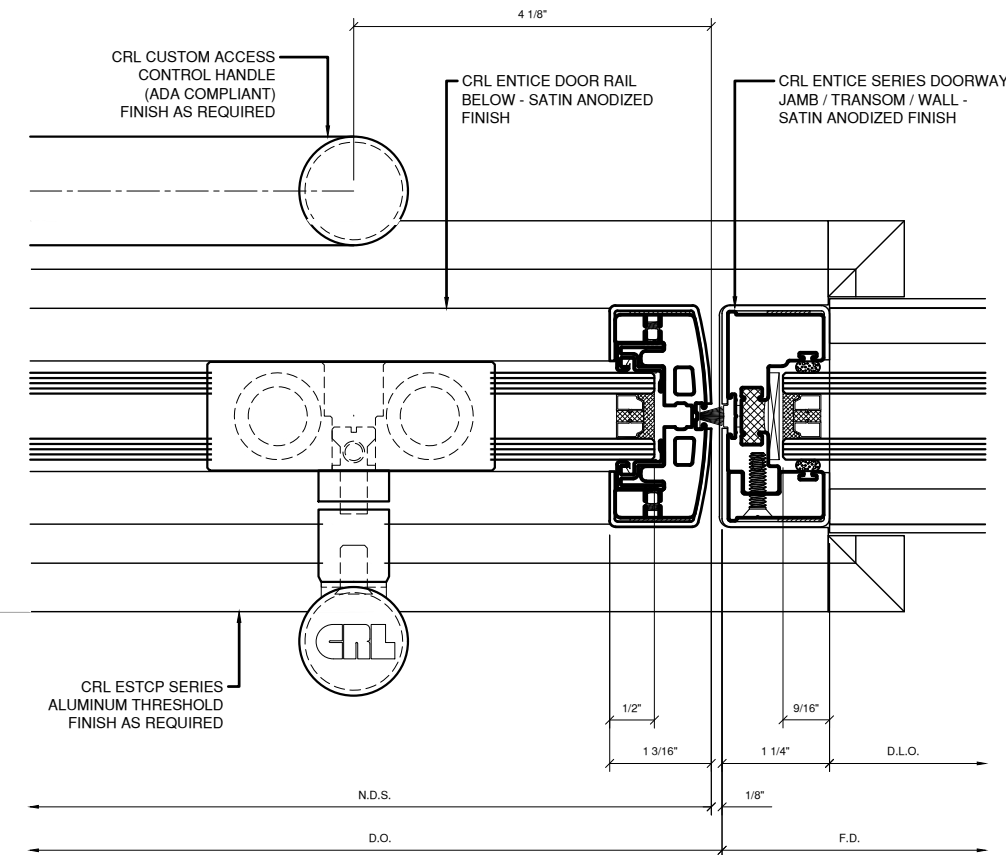 4 1/8"
CRL CUSTOM ACCESS
CONTROL HANDLE
(ADA COMPLIANT)
FINISH AS REQUIRED
CRL ENTICE DOOR RAIL
BELOW - SATIN ANODIZED
FINISH
CRL ENTICE SERIES DOORWAY
JAMB / TRANSOM / WALL -
SATIN ANODIZED FINISH
CRL
CRL ESTCP SERIES
ALUMINUM THRESHOLD
FINISH AS REQUIRED
1/2"
9/16"
1 3/16"
1 1/4"
D.L.O.
N.D.S.
1/8"
D.O.
F.D.